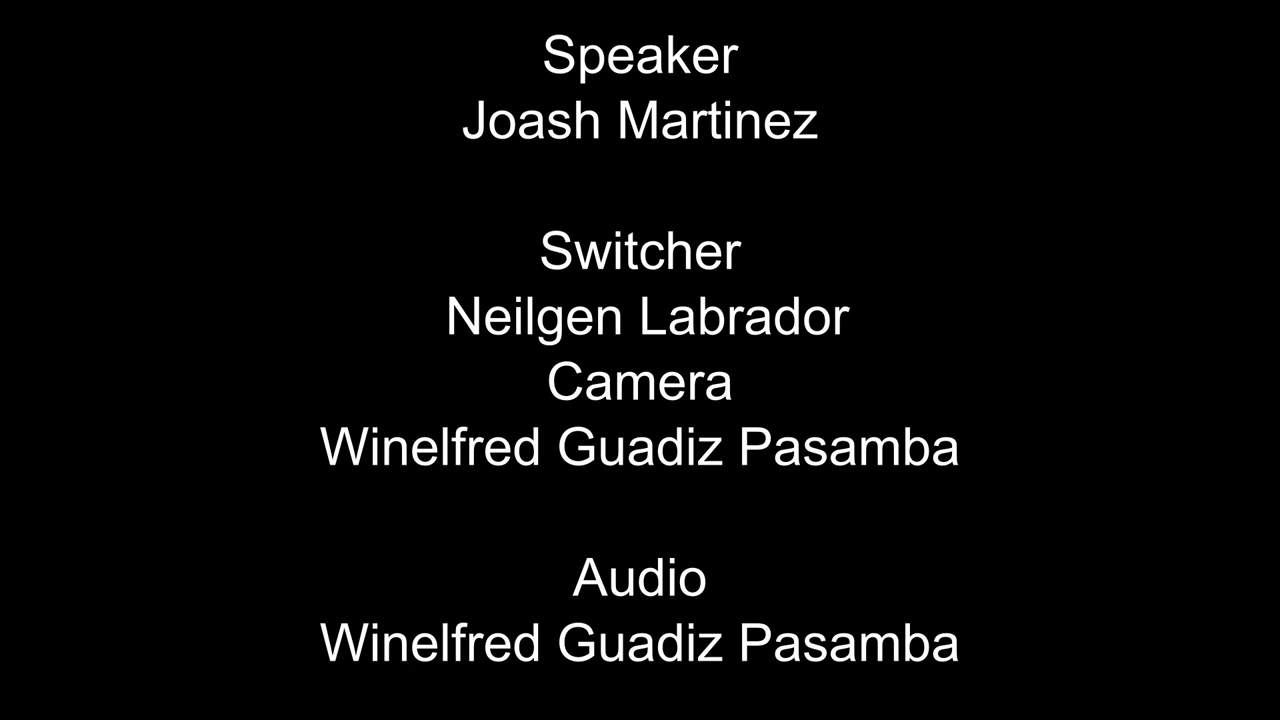 Speaker
Joash Martinez
Switcher
Neilgen Labrador
Camera
Winelfred Guadiz Pasamba
Audio
Winelfred Guadiz Pasamba